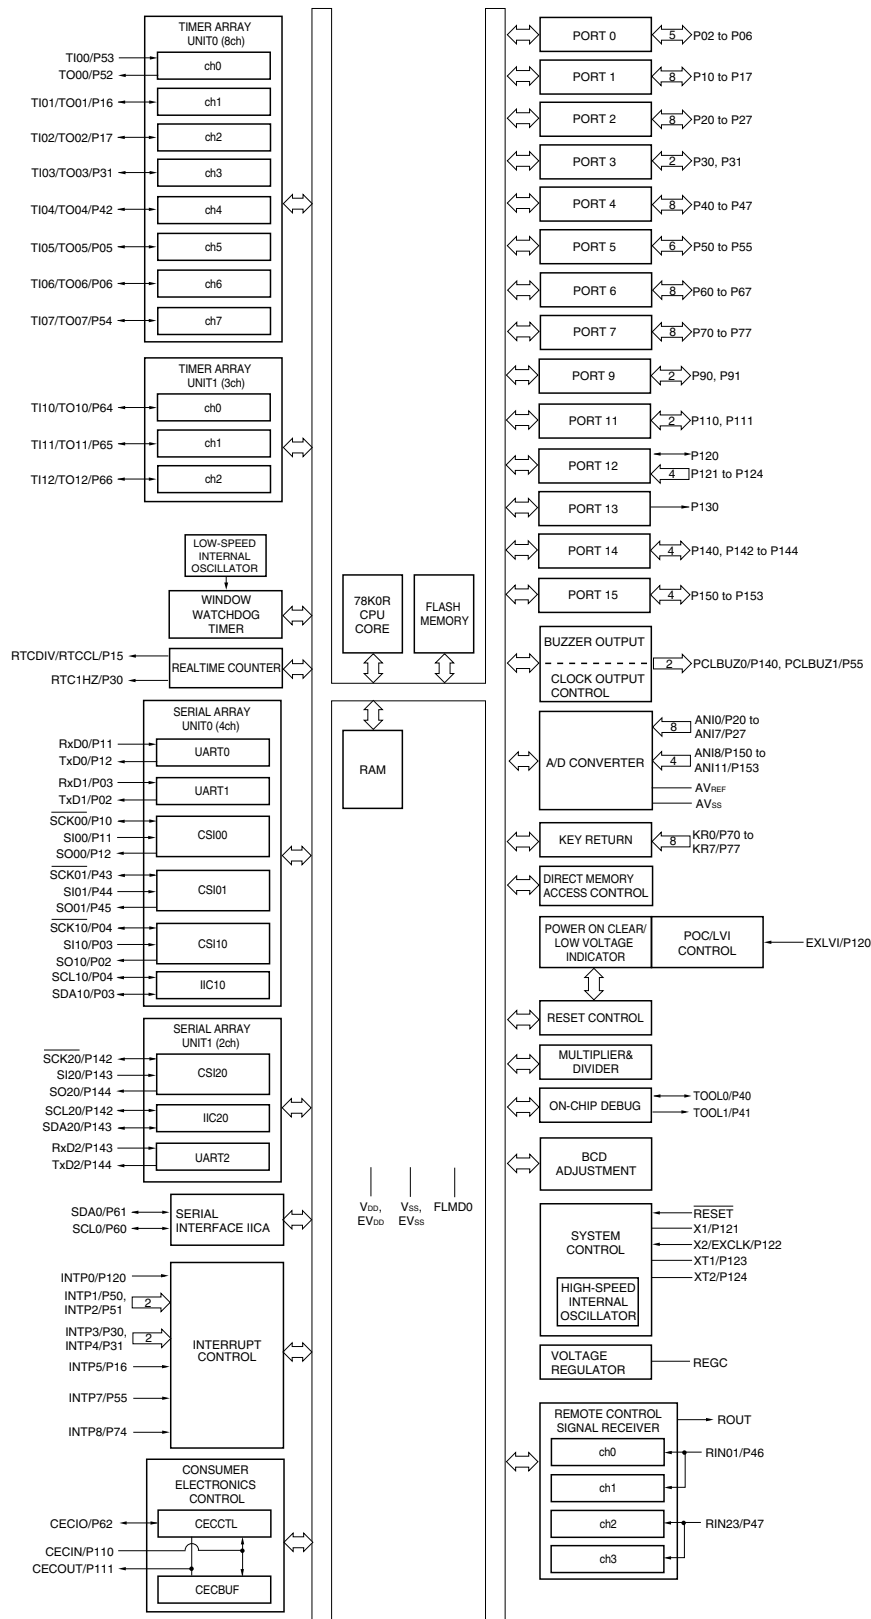 TIMER ARRAY
UNIT0 (8ch)
TI00/P53
TO00/P52
ch0
TI01/TO01/P16
ch1
TI02/TO02/P17
ch2
TI03/TO03/P31
ch3
TI04/TO04/P42
ch4
TI05/TO05/P05
ch5
TI06/TO06/P06
ch6
TI07/TO07/P54
ch7
TIMER ARRAY
UNIT1 (3ch)
TI10/TO10/P64
ch0
TI11/TO11/P65
ch1
TI12/TO12/P66
ch2
LOW-SPEED
INTERNAL
OSCILLATOR
WINDOW
WATCHDOG
TIMER
RTCDIV/RTCCL/P15
RTC1HZ/P30
REALTIME COUNTER
SERIAL ARRAY
UNIT0 (4ch)
RxD0/P11
TxD0/P12
UART0
RxD1/P03
TxD1/P02
UART1
SCK00/P10
SI00/P11
SO00/P12
CSI00
SCK01/P43
SI01/P44
SO01/P45
CSI01
SCK10/P04
SI10/P03
SO10/P02
CSI10
SCL10/P04
SDA10/P03
IIC10
SERIAL ARRAY
UNIT1 (2ch)
SCK20/P142
SI20/P143
SO20/P144
CSI20
SCL20/P142
SDA20/P143
IIC20
RxD2/P143
TxD2/P144
UART2
SDA0/P61
SCL0/P60
SERIAL
INTERFACE IICA
INTP0/P120
INTP1/P50,
INTP2/P51
2
INTP3/P30,
INTP4/P31
2
INTP5/P16
INTP7/P55
INTP8/P74
INTERRUPT
CONTROL
CONSUMER
ELECTRONICS
CONTROL
CECIO/P62
CECCTL
CECIN/P110
CECOUT/P111
CECBUF
78K0R
CPU
CORE
FLASH
MEMORY
RAM
VDD,
EVDD
VSS,
EVSS
FLMD0
PORT 0
5
P02 to P06
PORT 1
8
P10 to P17
PORT 2
8
P20 to P27
PORT 3
2
P30, P31
PORT 4
8
P40 to P47
PORT 5
6
P50 to P55
PORT 6
8
P60 to P67
PORT 7
8
P70 to P77
PORT 9
2
P90, P91
PORT 11
2
P110, P111
PORT 12
P120
4
P121 to P124
PORT 13
P130
PORT 14
4
P140, P142 to P144
PORT 15
4
P150 to P153
BUZZER OUTPUT
CLOCK OUTPUT
CONTROL
2
PCLBUZ0/P140, PCLBUZ1/P55
A/D CONVERTER
8
ANI0/P20 to
ANI7/P27
4
ANI8/P150 to
ANI11/P153
AVREF
AVSS
KEY RETURN
8
KR0/P70 to
KR7/P77
DIRECT MEMORY
ACCESS CONTROL
POWER ON CLEAR/
LOW VOLTAGE
INDICATOR
POC/LVI
CONTROL
EXLVI/P120
RESET CONTROL
MULTIPLIER&
DIVIDER
ON-CHIP DEBUG
TOOL0/P40
TOOL1/P41
BCD
ADJUSTMENT
SYSTEM
CONTROL
HIGH-SPEED
INTERNAL
OSCILLATOR
RESET
X1/P121
X2/EXCLK/P122
XT1/P123
XT2/P124
VOLTAGE
REGULATOR
REGC
REMOTE CONTROL
SIGNAL RECEIVER
ROUT
ch0
RIN01/P46
ch1
ch2
RIN23/P47
ch3